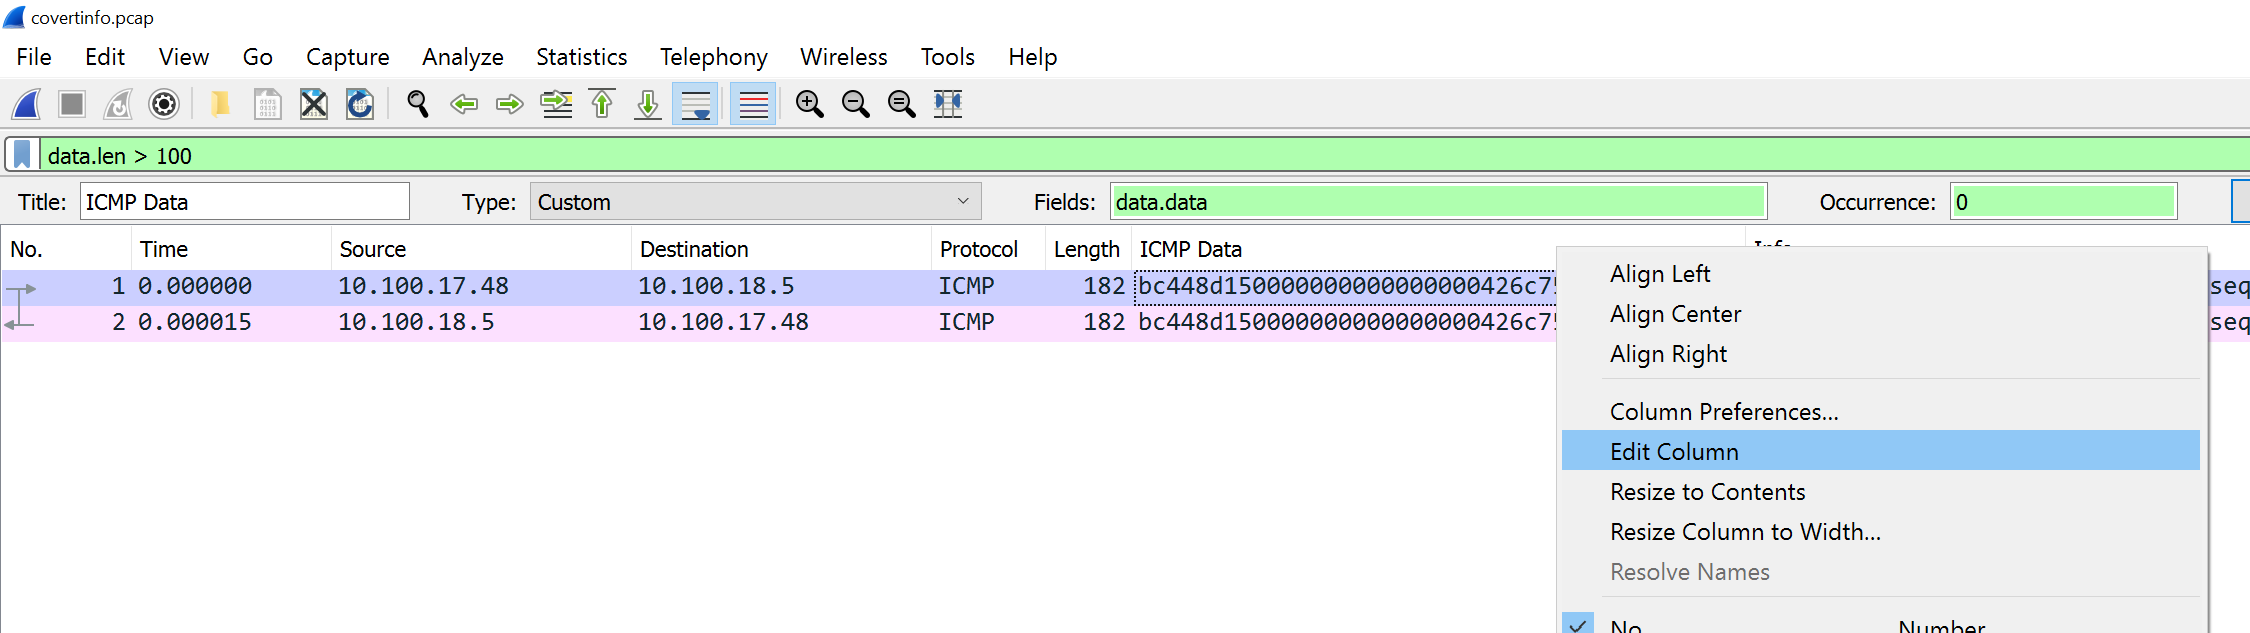 covertinfo.pcap
File Edit View Go Capture Analyze Statistics Telephony Wireless Tools Help
data.len > 100
Title: ICMP Data Type: Custom Fields: data.data Occurrence: 0
No. Time Source Destination Protocol Length ICMP Data Info
1 0.000000 10.100.17.48 10.100.18.5 ICMP 182 bc448d150000000000000000426c75 seq
2 0.000015 10.100.18.5 10.100.17.48 ICMP 182 bc448d150000000000000000426c75 seq
Align Left
Align Center
Align Right
Column Preferences...
Edit Column
Resize to Contents
Resize Column to Width...
Resolve Names
No. Number